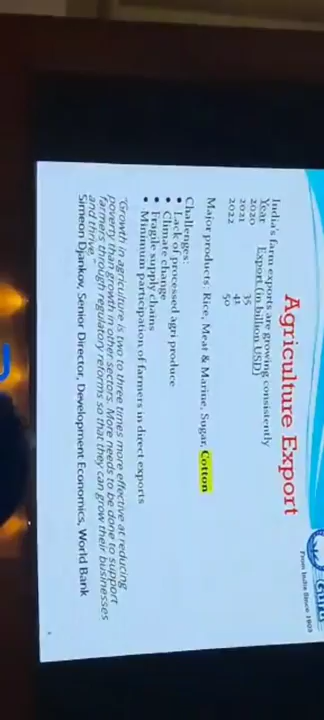 From India Since 1903
Agriculture Export
India's farm exports are growing consistently
Year Export (in billion USD)
2020 35
2021 41
2022 50
Major products: Rice, Meat & Marine, Sugar, Cotton
Challenges:
• Lack of processed agri produce
• Climate change
• Fragile supply chains
• Minimum participation of farmers in direct exports
"Growth in agriculture is two to three times more effective at reducing
poverty than growth in other sectors. More needs to be done to support
farmers through regulatory reforms so that they can grow their businesses
and thrive,"
Simeon Djankov, Senior Director, Development Economics, World Bank